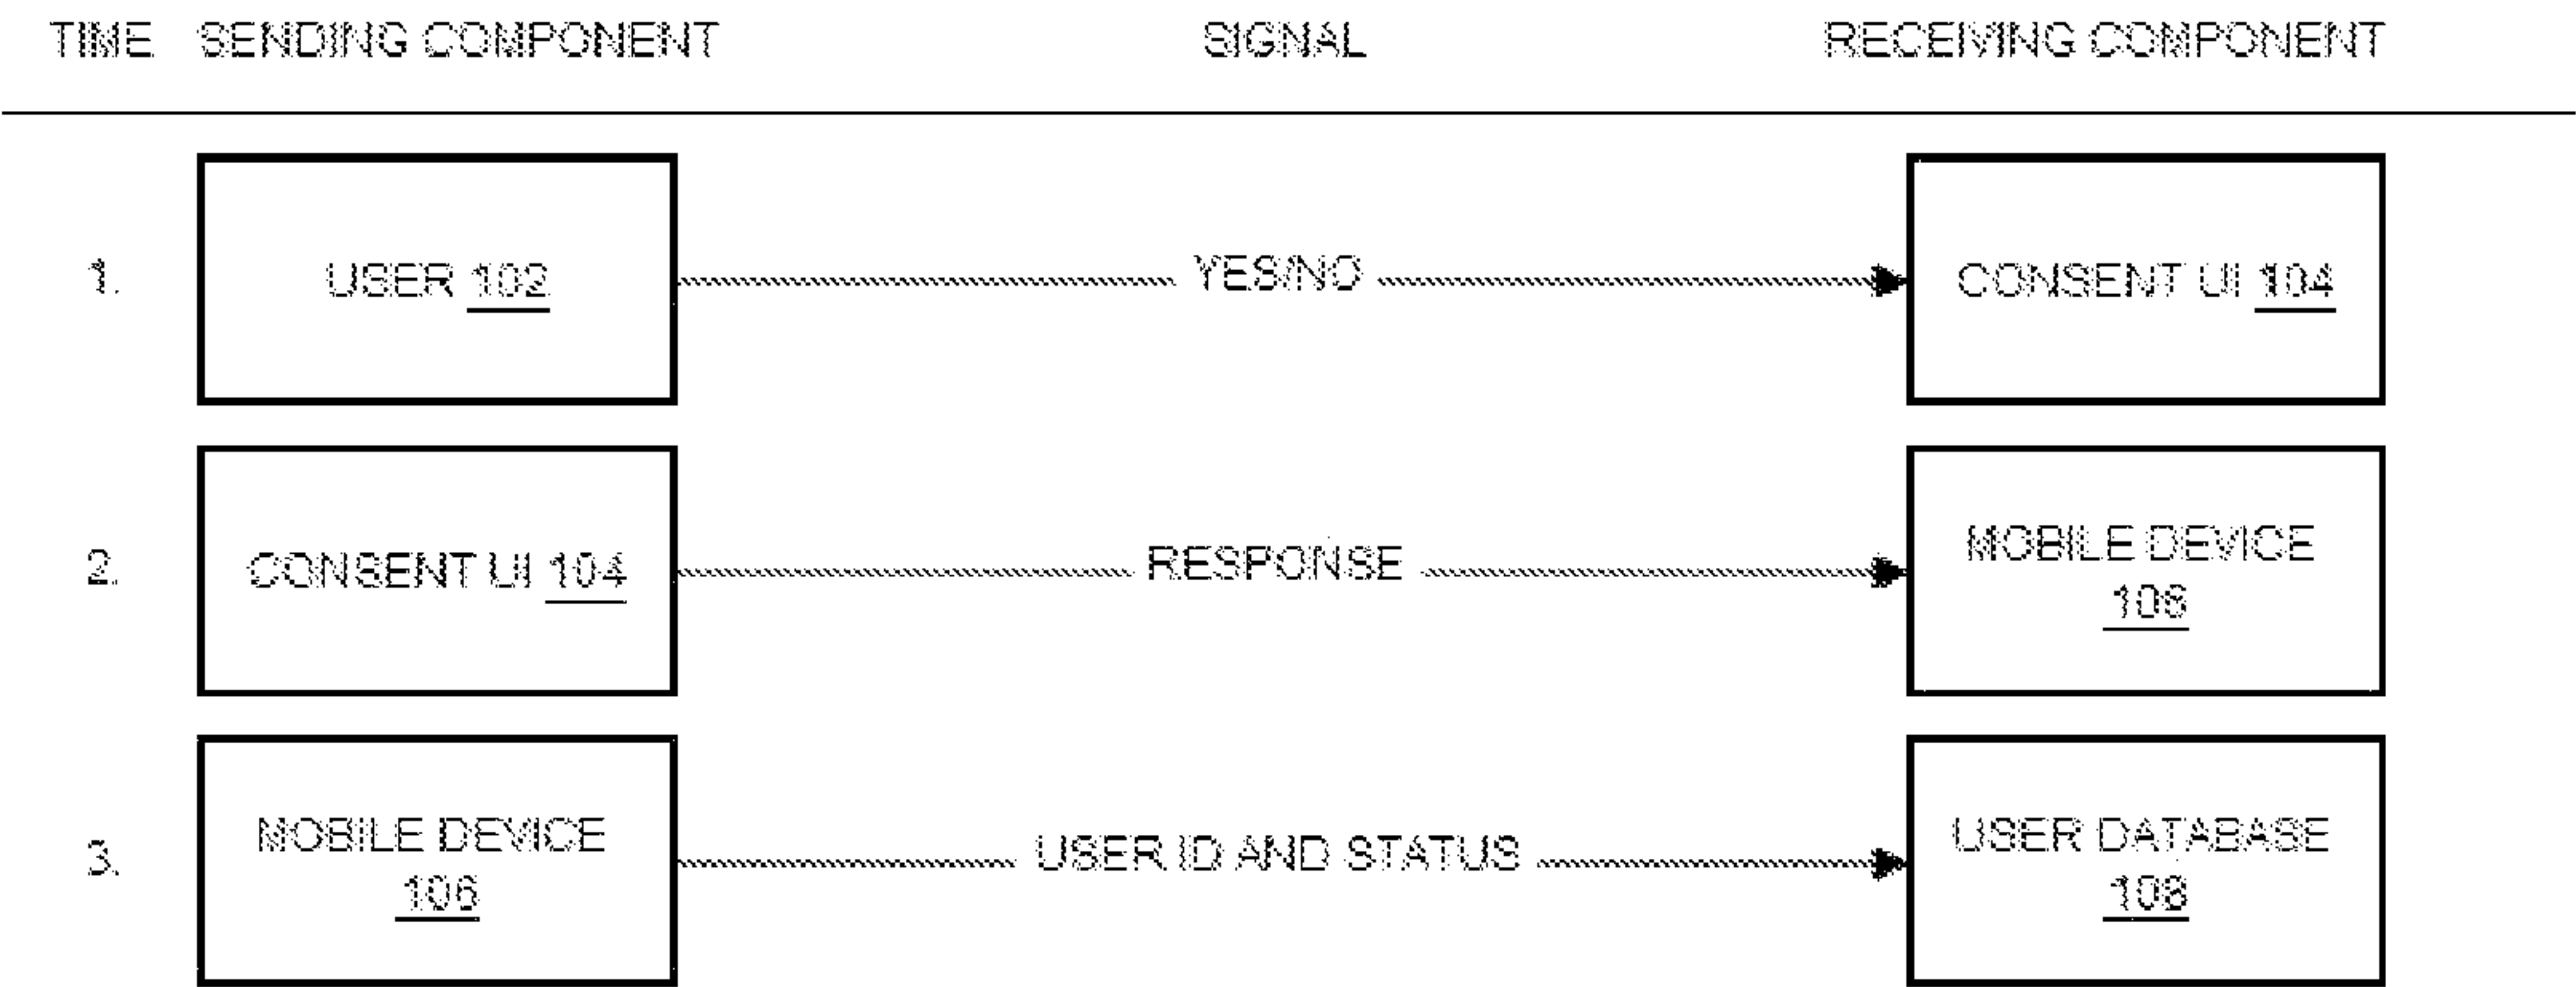 TIME SENDING COMPONENT SIGNAL RECEIVING COMPONENT
1. USER 102 YES/NO CONSENT UI 104
2. CONSENT UI 104 RESPONSE MOBILE DEVICE
106
3. MOBILE DEVICE
106 USER ID AND STATUS USER DATABASE
108